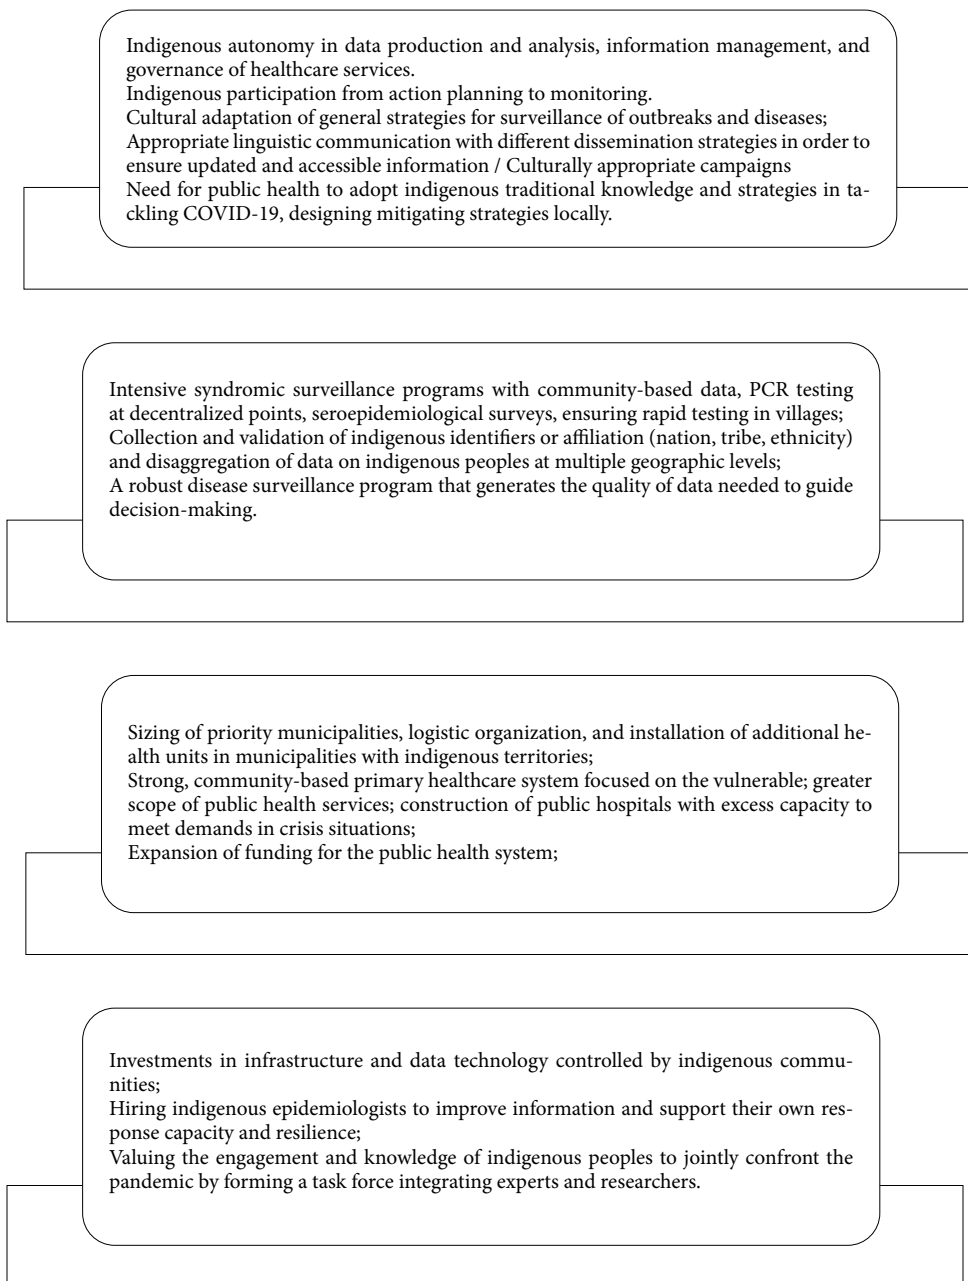 Indigenous autonomy in data production and analysis, information management, and
governance of healthcare services.
Indigenous participation from action planning to monitoring.
Cultural adaptation of general strategies for surveillance of outbreaks and diseases;
Appropriate linguistic communication with different dissemination strategies in order to
ensure updated and accessible information / Culturally appropriate campaigns
Need for public health to adopt indigenous traditional knowledge and strategies in ta-
ckling COVID-19, designing mitigating strategies locally.
Intensive syndromic surveillance programs with community-based data, PCR testing
at decentralized points, seroepidemiological surveys, ensuring rapid testing in villages;
Collection and validation of indigenous identifiers or affiliation (nation, tribe, ethnicity)
and disaggregation of data on indigenous peoples at multiple geographic levels;
A robust disease surveillance program that generates the quality of data needed to guide
decision-making.
Sizing of priority municipalities, logistic organization, and installation of additional he-
alth units in municipalities with indigenous territories;
Strong, community-based primary healthcare system focused on the vulnerable; greater
scope of public health services; construction of public hospitals with excess capacity to
meet demands in crisis situations;
Expansion of funding for the public health system;
Investments in infrastructure and data technology controlled by indigenous commu-
nities;
Hiring indigenous epidemiologists to improve information and support their own res-
ponse capacity and resilience;
Valuing the engagement and knowledge of indigenous peoples to jointly confront the
pandemic by forming a task force integrating experts and researchers.